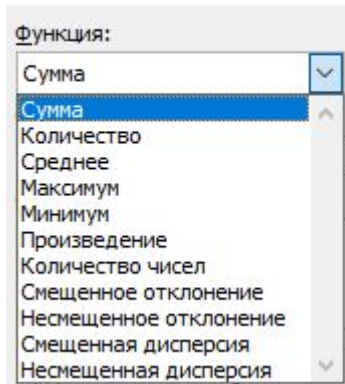 Функция:
Сумма
Сумма
Количество
Среднее
Максимум
Минимум
Произведение
Количество чисел
Смещенное отклонение
Несмещенное отклонение
Смещенная дисперсия
Несмещенная дисперсия